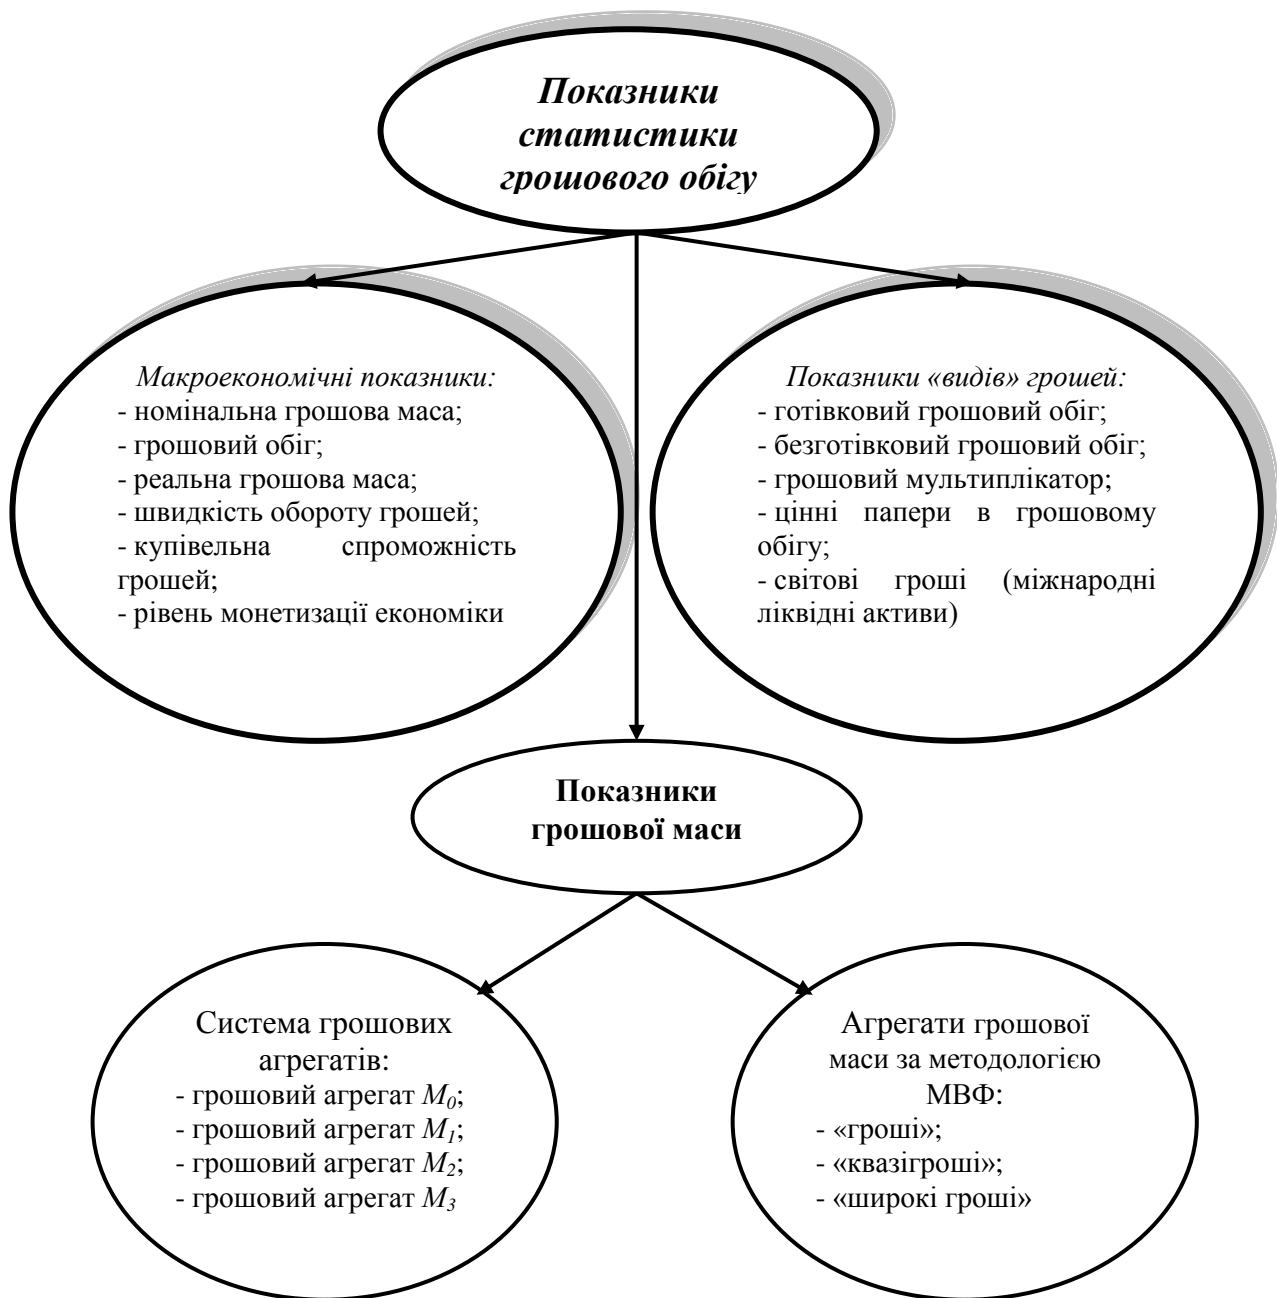 Показники
статистики
грошового обігу
Макроекономічні показники:
- номінальна грошова маса;
- грошовий обіг;
- реальна грошова маса;
- швидкість обороту грошей;
- купівельна спроможність
грошей;
- рівень монетизації економіки
Показники «видів» грошей:
- готівковий грошовий обіг;
- безготівковий грошовий обіг;
- грошовий мультиплікатор;
- цінні папери в грошовому
обігу;
- світові гроші (міжнародні
ліквідні активи)
Показники
грошової маси
Система грошових
агрегатів:
- грошовий агрегат M0;
- грошовий агрегат M1;
- грошовий агрегат M2;
- грошовий агрегат M3
Агрегати грошової
маси за методологією
МВФ:
- «гроші»;
- «квазігроші»;
- «широкі гроші»